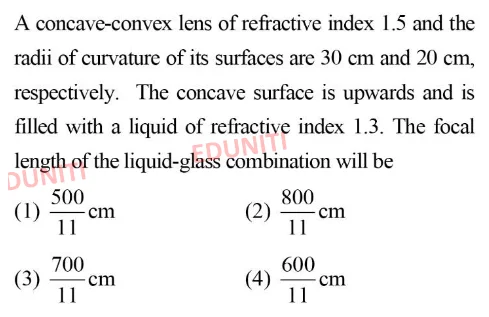 A concave-convex lens of refractive index 1.5 and the
radii of curvature of its surfaces are 30 cm and 20 cm,
respectively. The concave surface is upwards and is
filled with a liquid of refractive index 1.3. The focal
length of the liquid-glass combination will be
EDUNITI
DUNITI
(1) 500/11 cm (2) 800/11 cm
(3) 700/11 cm (4) 600/11 cm